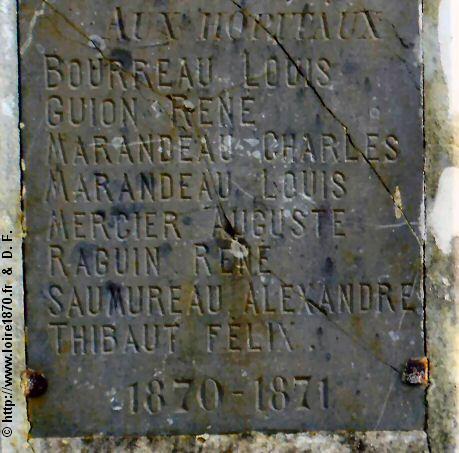 AUX HOPITAUX
BOURREAU LOUIS
GUION RENÉ
MARANDEAU CHARLES
MARANDEAU LOUIS
MERCIER AUGUSTE
RAGUIN RENÉ
SAUMUREAU ALEXANDRE
THIBAUT FÉLIX.
1870-1871
© http://www.loire1870.fr & D. F.